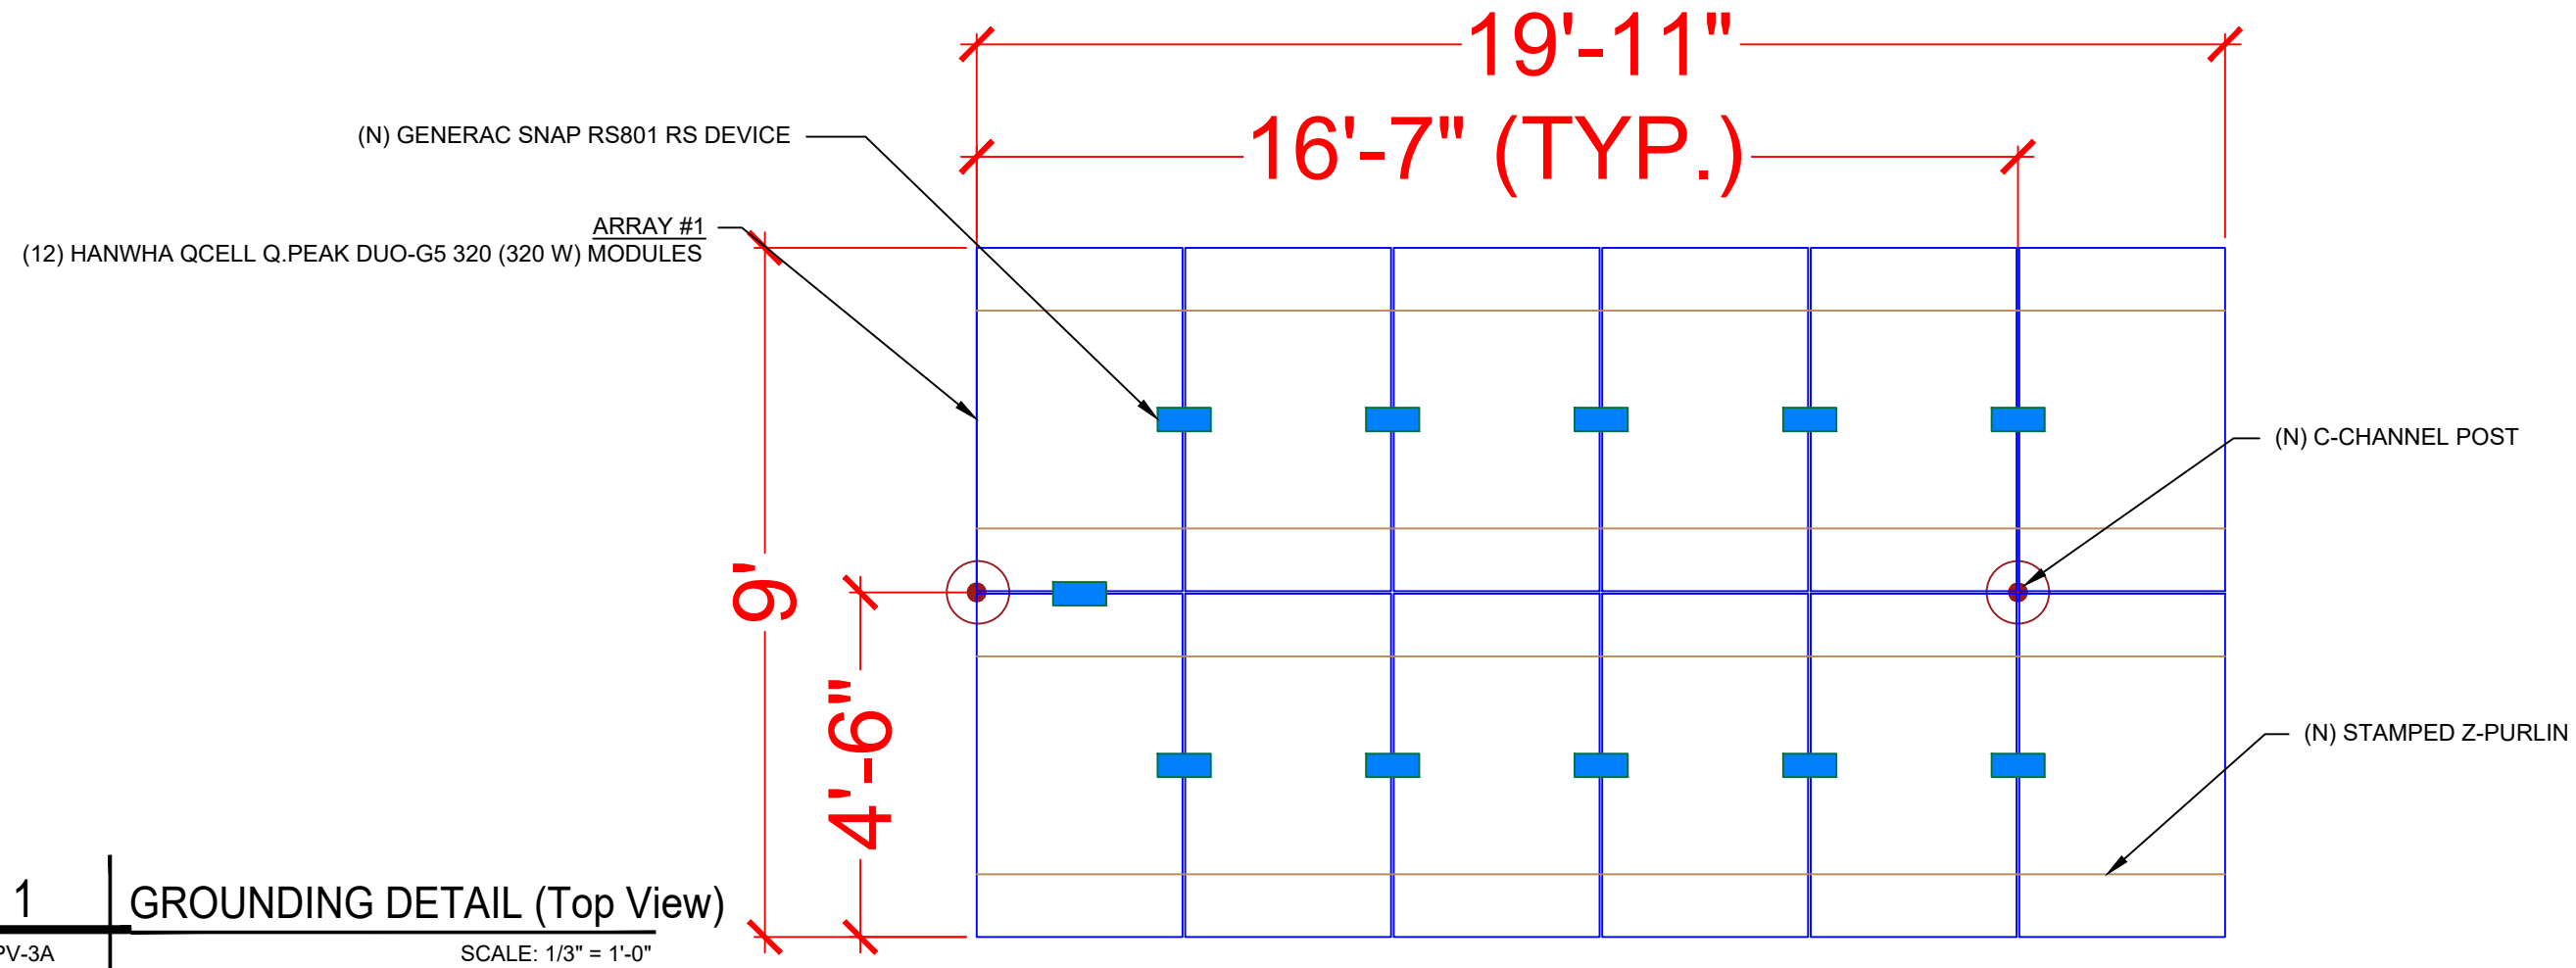 19'-11"
16'-7" (TYP.)
(N) GENERAC SNAP RS801 RS DEVICE
ARRAY #1
(12) HANWHA QCELL Q.PEAK DUO-G5 320 (320 W) MODULES
(N) C-CHANNEL POST
9'
4'-6"
(N) STAMPED Z-PURLIN
1
GROUNDING DETAIL (Top View)
PV-3A
SCALE: 1/3" = 1'-0"